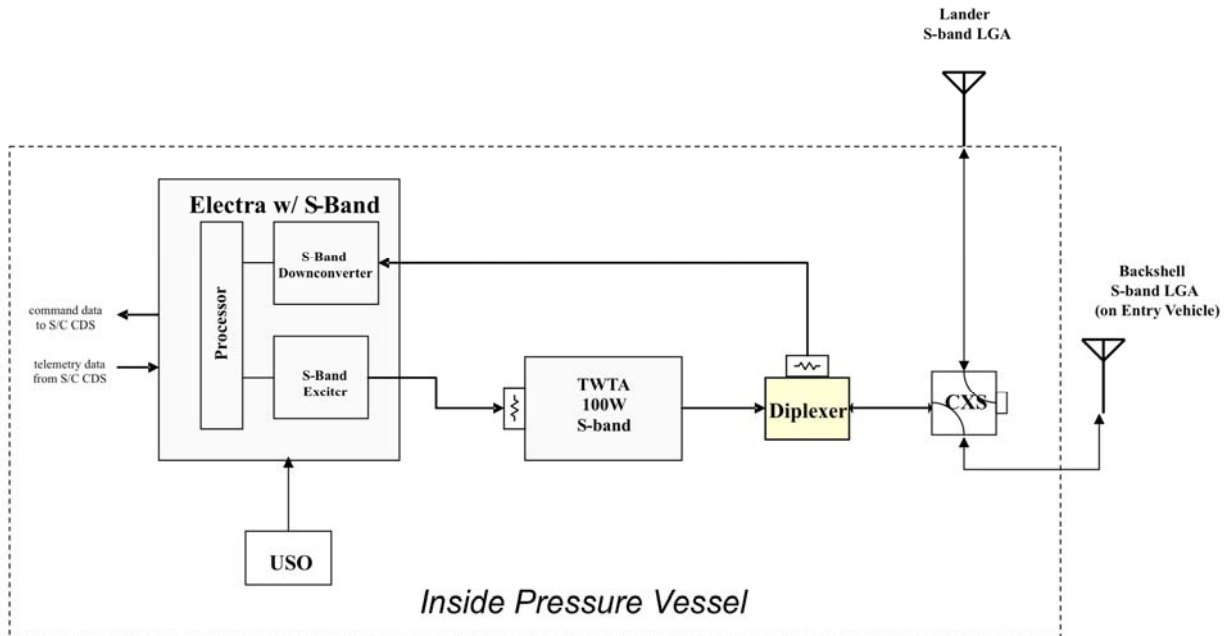 Lander
S-band LGA
Electra w/ S-Band
S-Band
Downconverter
Processor
Backshell
S-band LGA
(on Entry Vehicle)
command data
to S/C CDS
telemetry data
from S/C CDS
S-Band
Exciter
TWTA
100W
S-band
Diplexer
CXS
USO
Inside Pressure Vessel